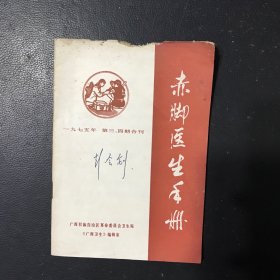 赤脚医生手册
一九七五年 第三、四期合刊
广西壮族自治区革命委员会卫生局
《广西卫生》编辑部